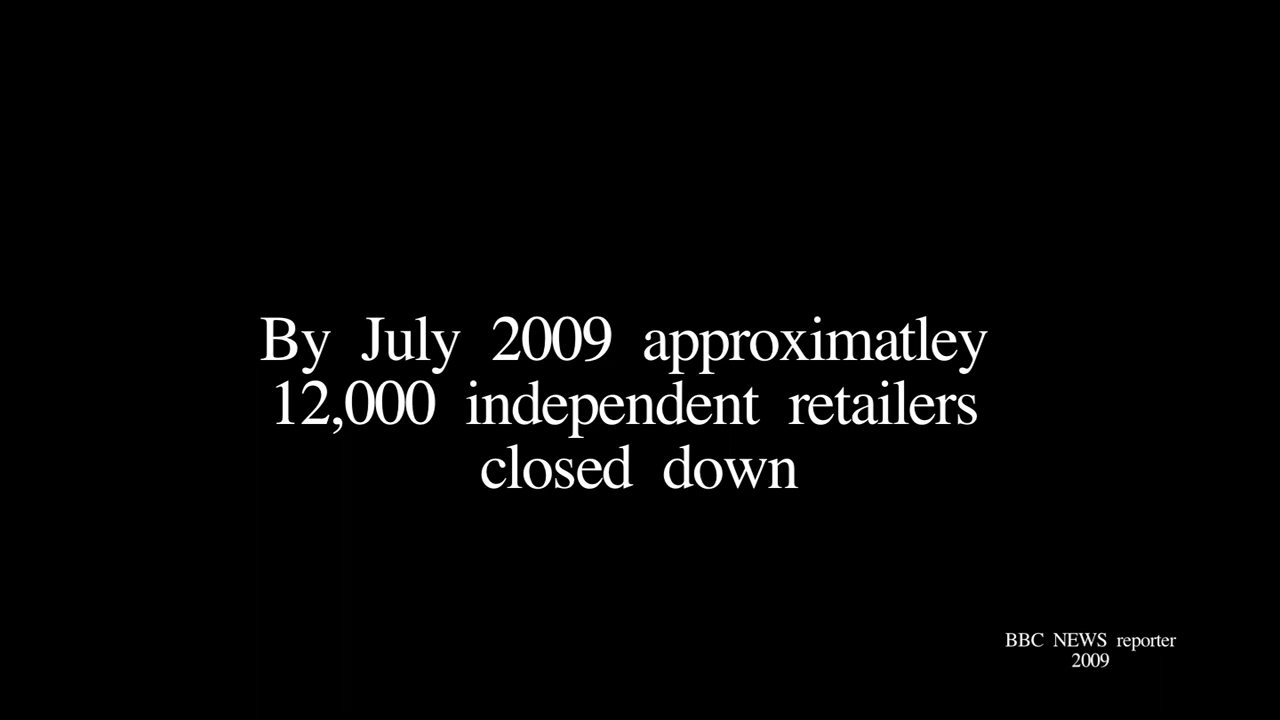 By July 2009 approximatley
12,000 independent retailers
closed down
BBC NEWS reporter
2009